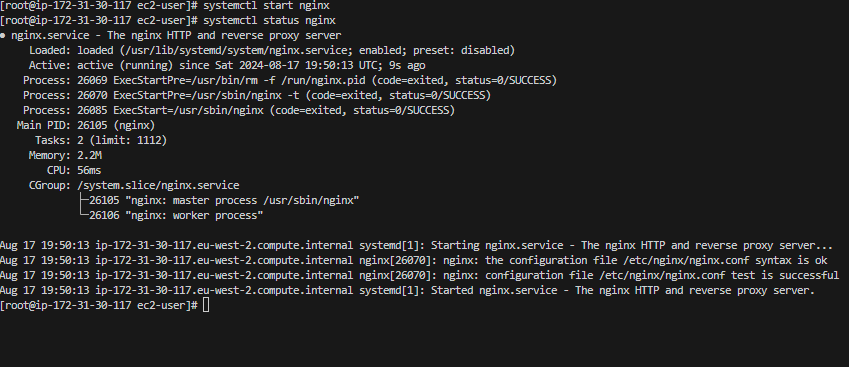 [root@ip-172-31-30-117 ec2-user]# systemctl start nginx
[root@ip-172-31-30-117 ec2-user]# systemctl status nginx
● nginx.service - The nginx HTTP and reverse proxy server
     Loaded: loaded (/usr/lib/systemd/system/nginx.service; enabled; preset: disabled)
     Active: active (running) since Sat 2024-08-17 19:50:13 UTC; 9s ago
    Process: 26069 ExecStartPre=/usr/bin/rm -f /run/nginx.pid (code=exited, status=0/SUCCESS)
    Process: 26070 ExecStartPre=/usr/sbin/nginx -t (code=exited, status=0/SUCCESS)
    Process: 26085 ExecStart=/usr/sbin/nginx (code=exited, status=0/SUCCESS)
   Main PID: 26105 (nginx)
      Tasks: 2 (limit: 1112)
     Memory: 2.2M
        CPU: 56ms
     CGroup: /system.slice/nginx.service
             ├─26105 "nginx: master process /usr/sbin/nginx"
             └─26106 "nginx: worker process"
Aug 17 19:50:13 ip-172-31-30-117.eu-west-2.compute.internal systemd[1]: Starting nginx.service - The nginx HTTP and reverse proxy server...
Aug 17 19:50:13 ip-172-31-30-117.eu-west-2.compute.internal nginx[26070]: nginx: the configuration file /etc/nginx/nginx.conf syntax is ok
Aug 17 19:50:13 ip-172-31-30-117.eu-west-2.compute.internal nginx[26070]: nginx: configuration file /etc/nginx/nginx.conf test is successful
Aug 17 19:50:13 ip-172-31-30-117.eu-west-2.compute.internal systemd[1]: Started nginx.service - The nginx HTTP and reverse proxy server.
[root@ip-172-31-30-117 ec2-user]#